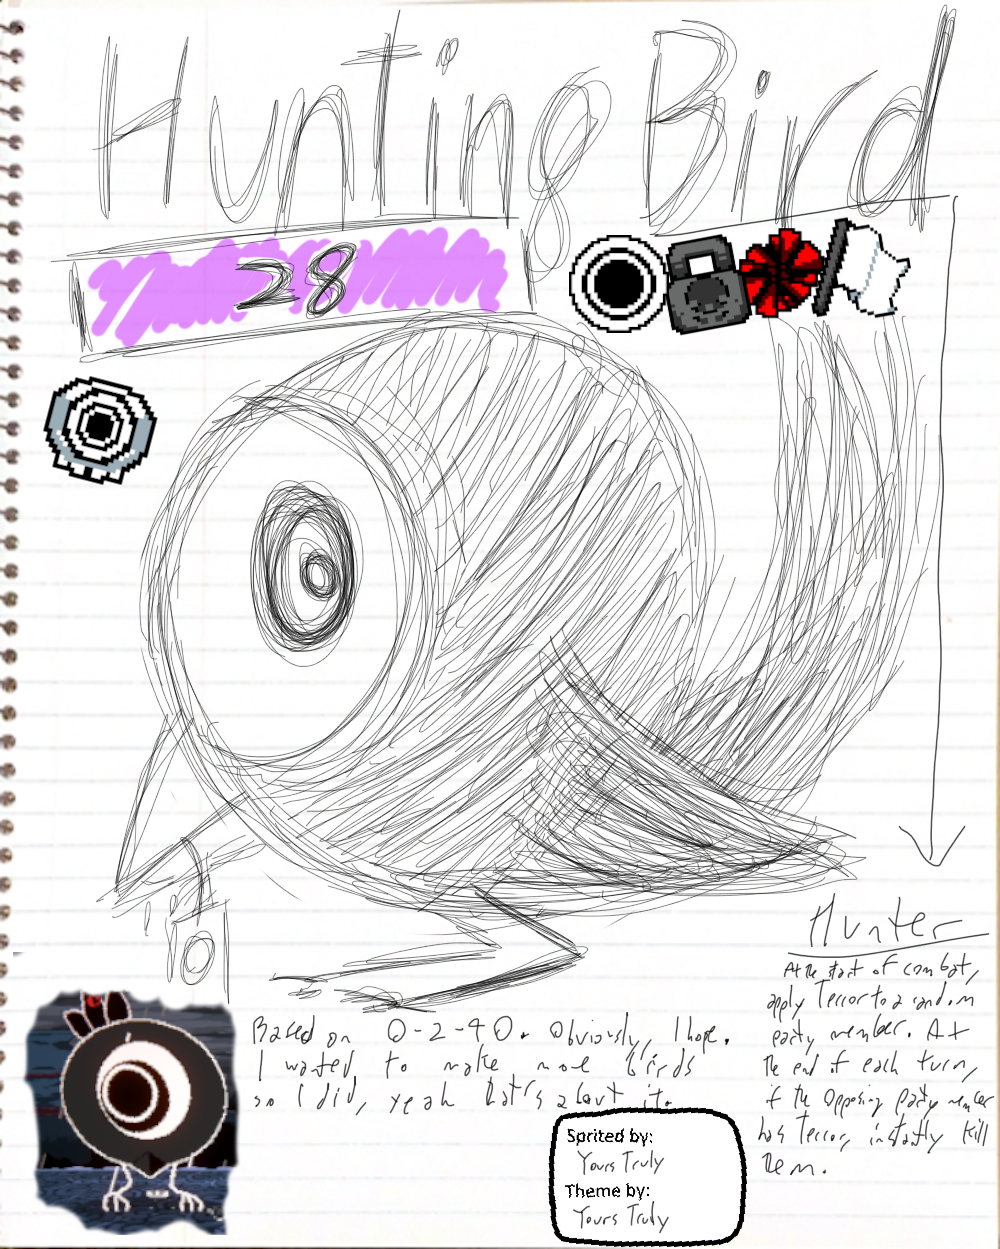 Hunting Bird
28
Hunter
At the start of combat,
apply Terror to a random
party member. At
the end of each turn,
if the opposing party member
has Terror, instantly kill
them.
Based on O-2-40. Obviously, I hope.
I wanted to make more birds
so I did, yeah that's about it.
Sprited by:
Yours Truly
Theme by:
Yours Truly